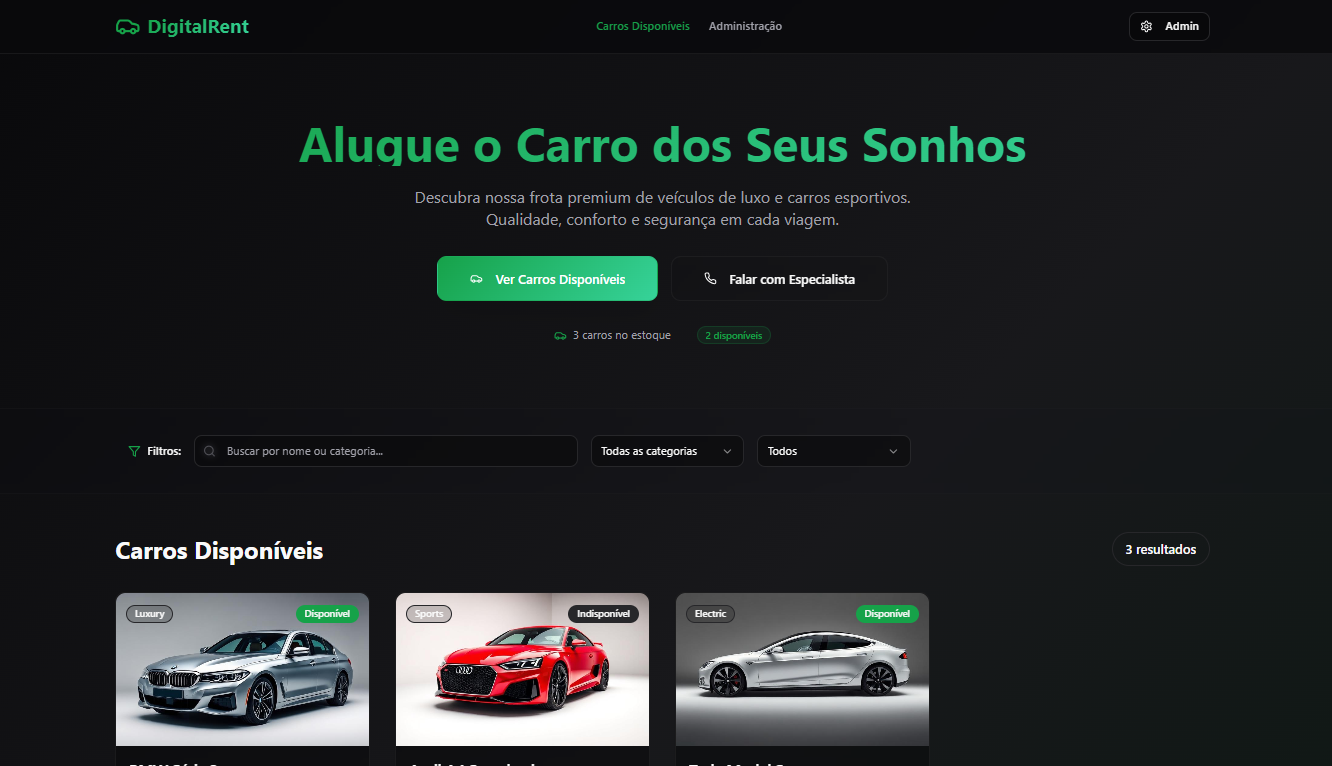 DigitalRent
Carros Disponíveis
Administração
Admin
Alugue o Carro dos Seus Sonhos
Descubra nossa frota premium de veículos de luxo e carros esportivos.
Qualidade, conforto e segurança em cada viagem.
Ver Carros Disponíveis
Falar com Especialista
3 carros no estoque
2 disponíveis
Filtros:
Buscar por nome ou categoria...
Todas as categorias
Todos
Carros Disponíveis
3 resultados
Luxury
Disponível
Sports
Indisponível
Electric
Disponível